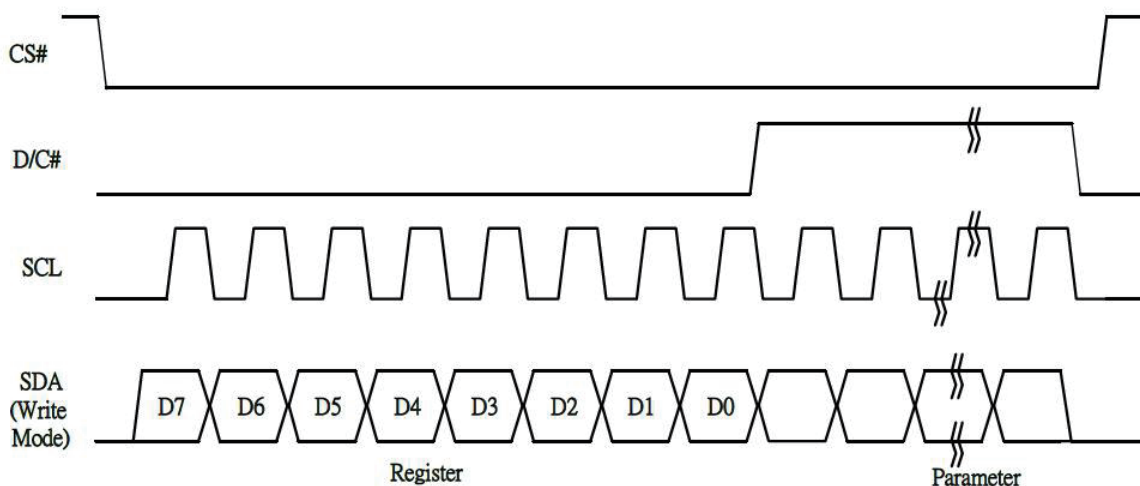 CS#
D/C#
SCL
SDA
(Write
Mode)
D7 D6 D5 D4 D3 D2 D1 D0
Register Parameter